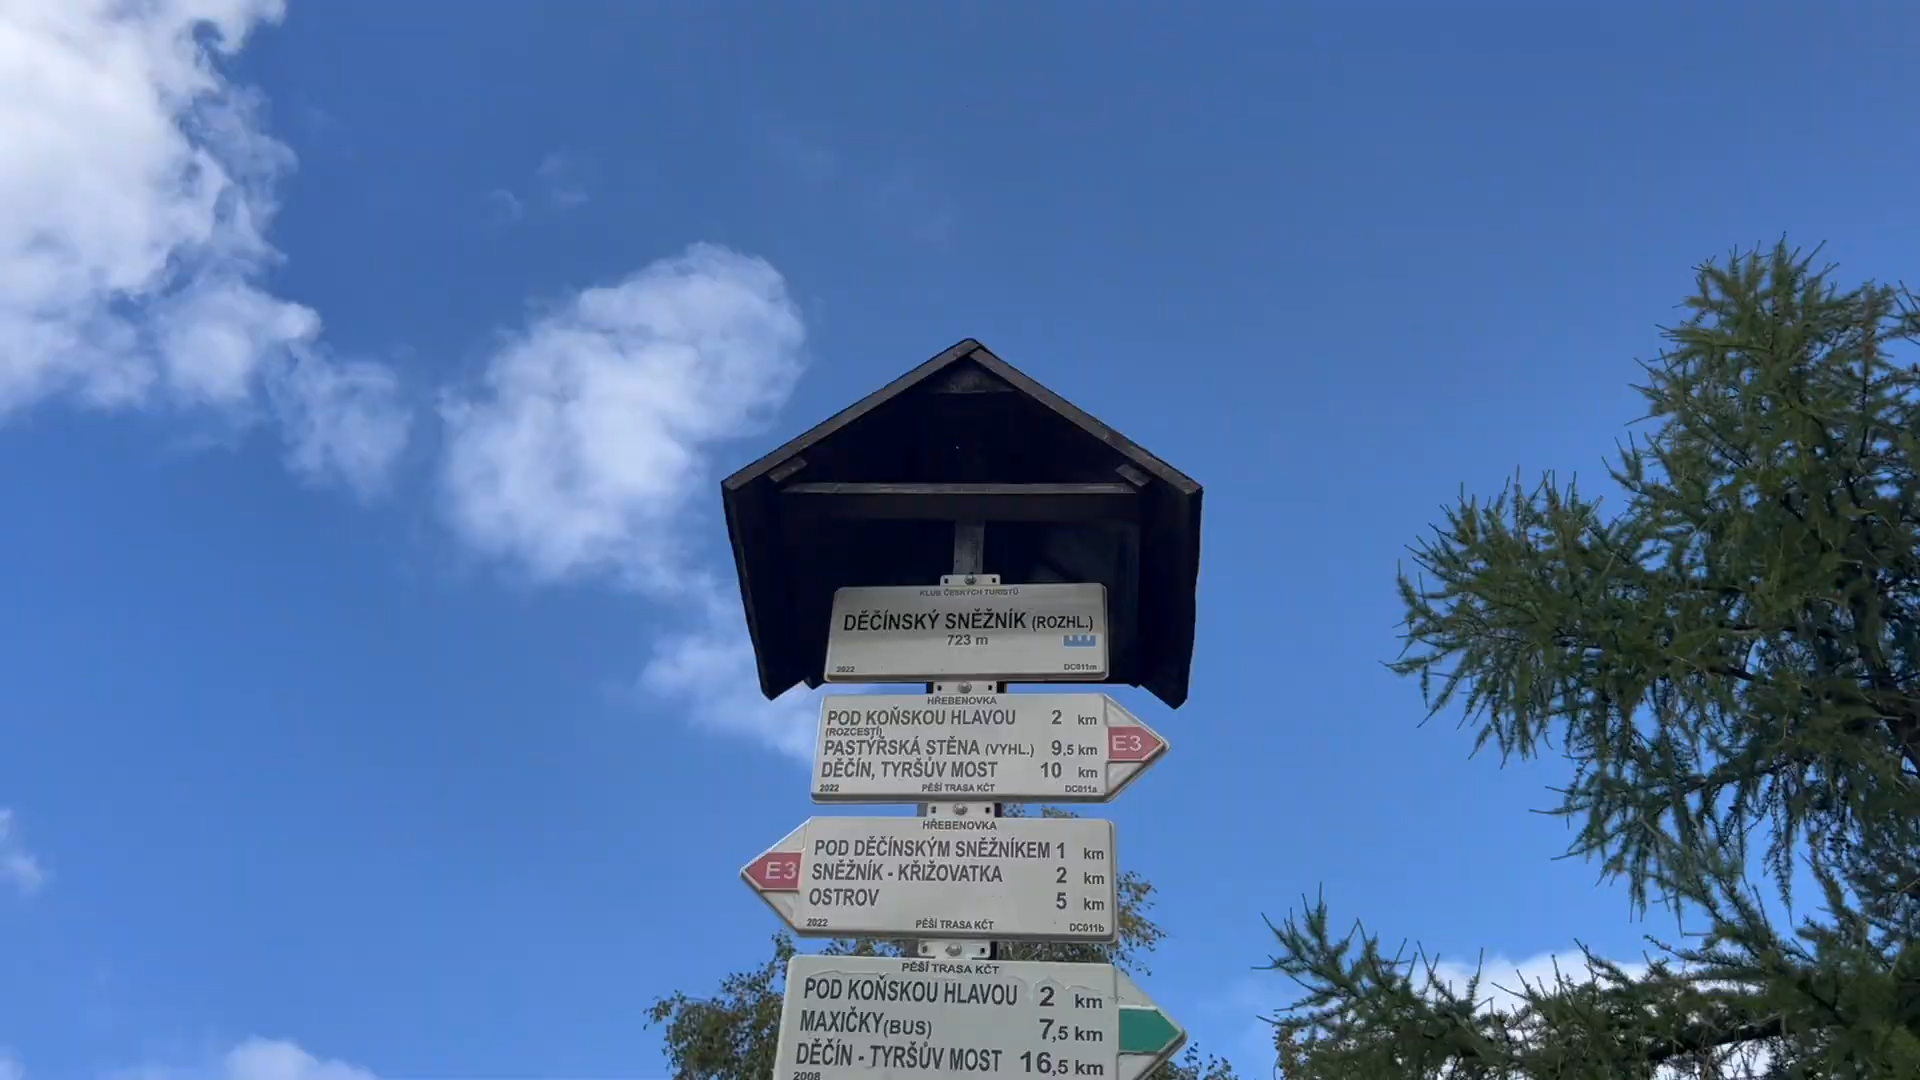 KLUB ČESKÝCH TURISTŮ
DĚČÍNSKÝ SNĚŽNÍK (ROZHL.)
723 m
2022 DC011m
HŘEBENOVKA
POD KOŇSKOU HLAVOU 2 km
(ROZCESTÍ)
PASTÝŘSKÁ STĚNA (VYHL.) 9,5 km
E3
DĚČÍN, TYRŠŮV MOST 10 km
2022 PĚŠÍ TRASA KČT DC011a
HŘEBENOVKA
POD DĚČÍNSKÝM SNĚŽNÍKEM 1 km
E3 SNĚŽNÍK - KŘIŽOVATKA 2 km
OSTROV 5 km
2022 PĚŠÍ TRASA KČT DC011b
PĚŠÍ TRASA KČT
POD KOŇSKOU HLAVOU 2 km
MAXIČKY (BUS) 7,5 km
DĚČÍN - TYRŠŮV MOST 16,5 km
2008